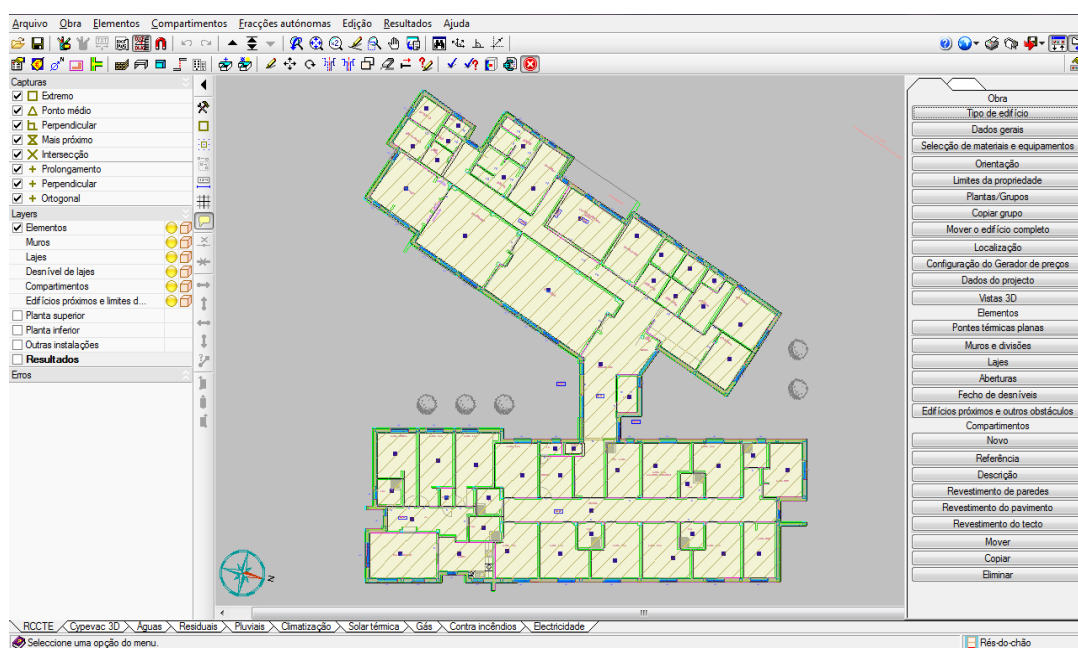 Arquivo Obra Elementos Compartimentos Fracções autónomas Edição Resultados Ajuda
Capturas
Extremo
Ponto médio
Perpendicular
Mais próximo
Intersecção
Prolongamento
Perpendicular
Ortogonal
Layers
Elementos
Muros
Lajes
Desnível de lajes
Compartimentos
Edifícios próximos e limites d...
Planta superior
Planta inferior
Outras instalações
Resultados
Erros
N
Obra
Tipo de edifício
Dados gerais
Selecção de materiais e equipamentos
Orientação
Limites da propriedade
Plantas/Grupos
Copiar grupo
Mover o edifício completo
Localização
Configuração do Gerador de preços
Dados do projecto
Vistas 3D
Elementos
Pontes térmicas planas
Muros e divisões
Lajes
Aberturas
Fecho de desníveis
Edifícios próximos e outros obstáculos
Compartimentos
Novo
Referência
Descrição
Revestimento de paredes
Revestimento do pavimento
Revestimento do tecto
Mover
Copiar
Eliminar
RCCTE Cypevac 3D Águas Residuais Pluviais Climatização Solar térmica Gás Contra incêndios Electricidade
Seleccione uma opção do menu.
Rés-do-chão